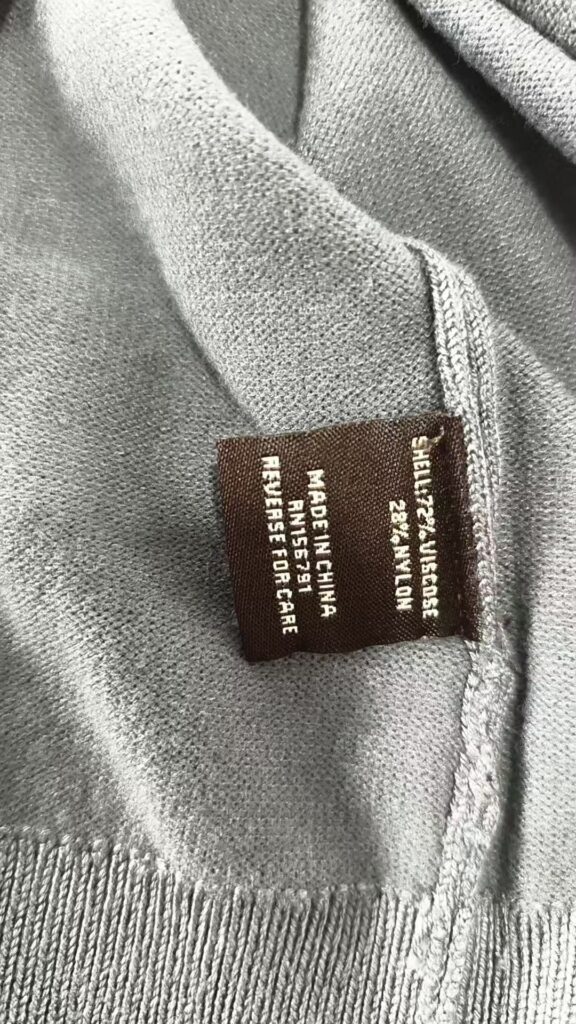 SHELL:72%VISCOSE
28%NYLON
MADE IN CHINA
RN156791
REVERSE FOR CARE